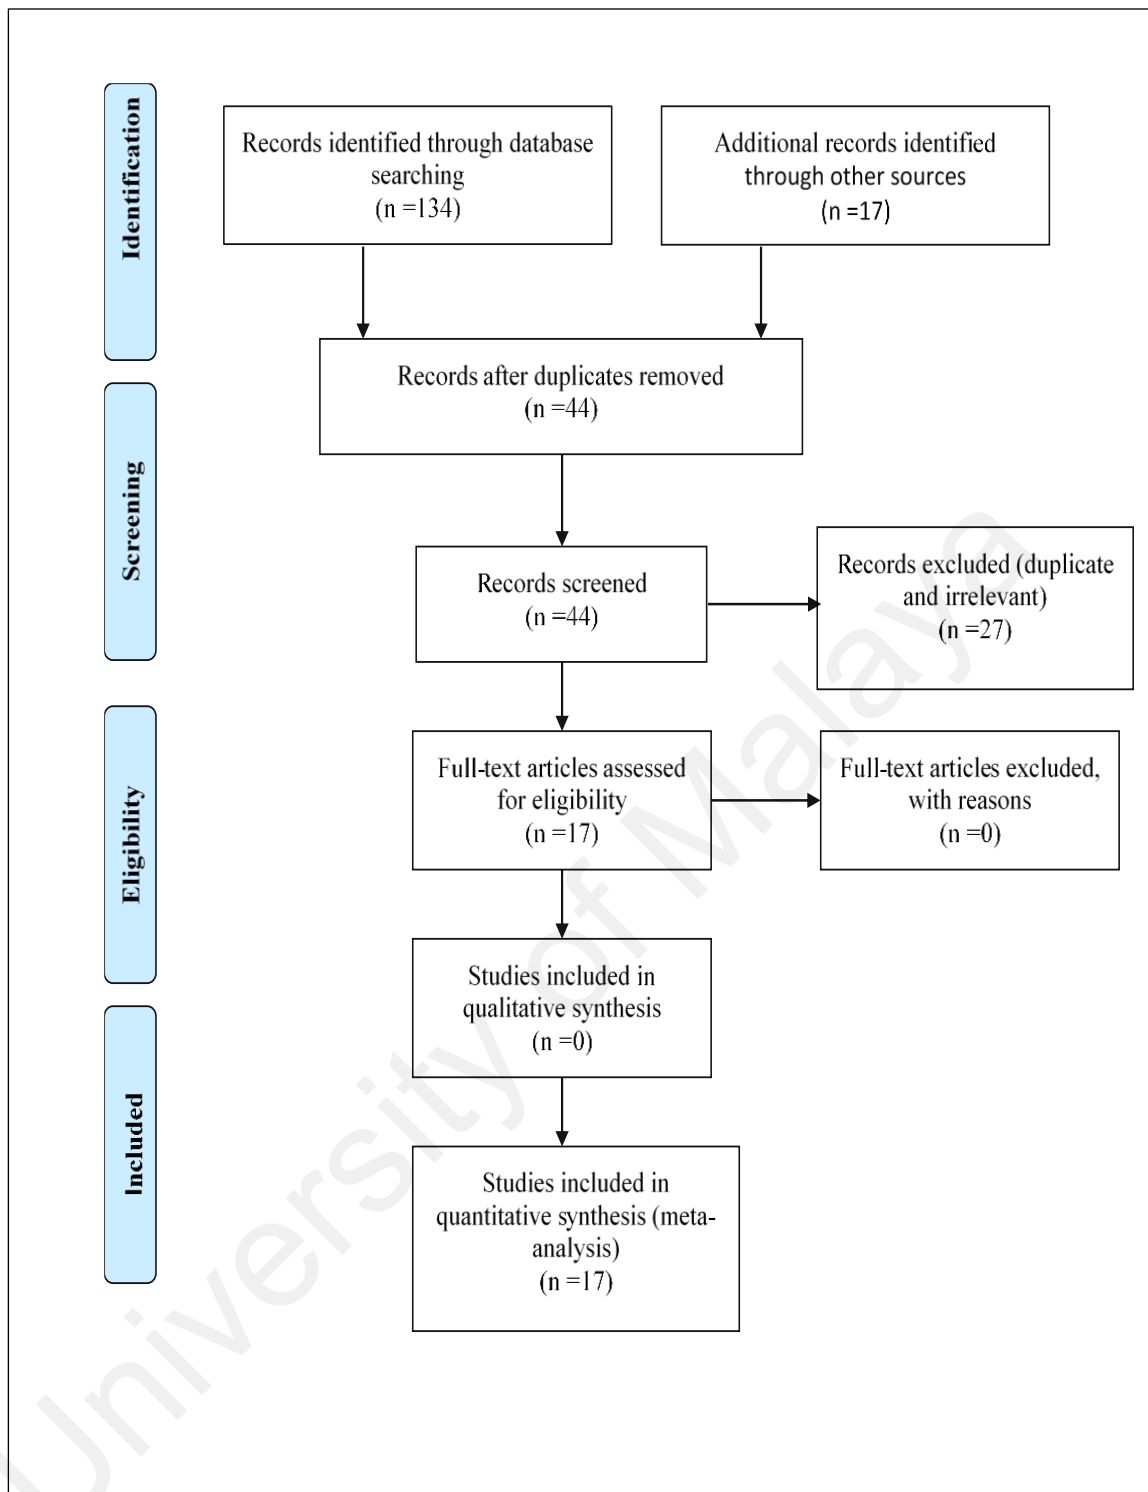 Identification
Records identified through database
searching
(n =134)
Additional records identified
through other sources
(n =17)
Records after duplicates removed
(n =44)
Screening
Records screened
(n =44)
Records excluded (duplicate
and irrelevant)
(n =27)
Eligibility
Full-text articles assessed
for eligibility
(n =17)
Full-text articles excluded,
with reasons
(n =0)
Studies included in
qualitative synthesis
(n =0)
Included
Studies included in
quantitative synthesis (meta-
analysis)
(n =17)
University of Malaya